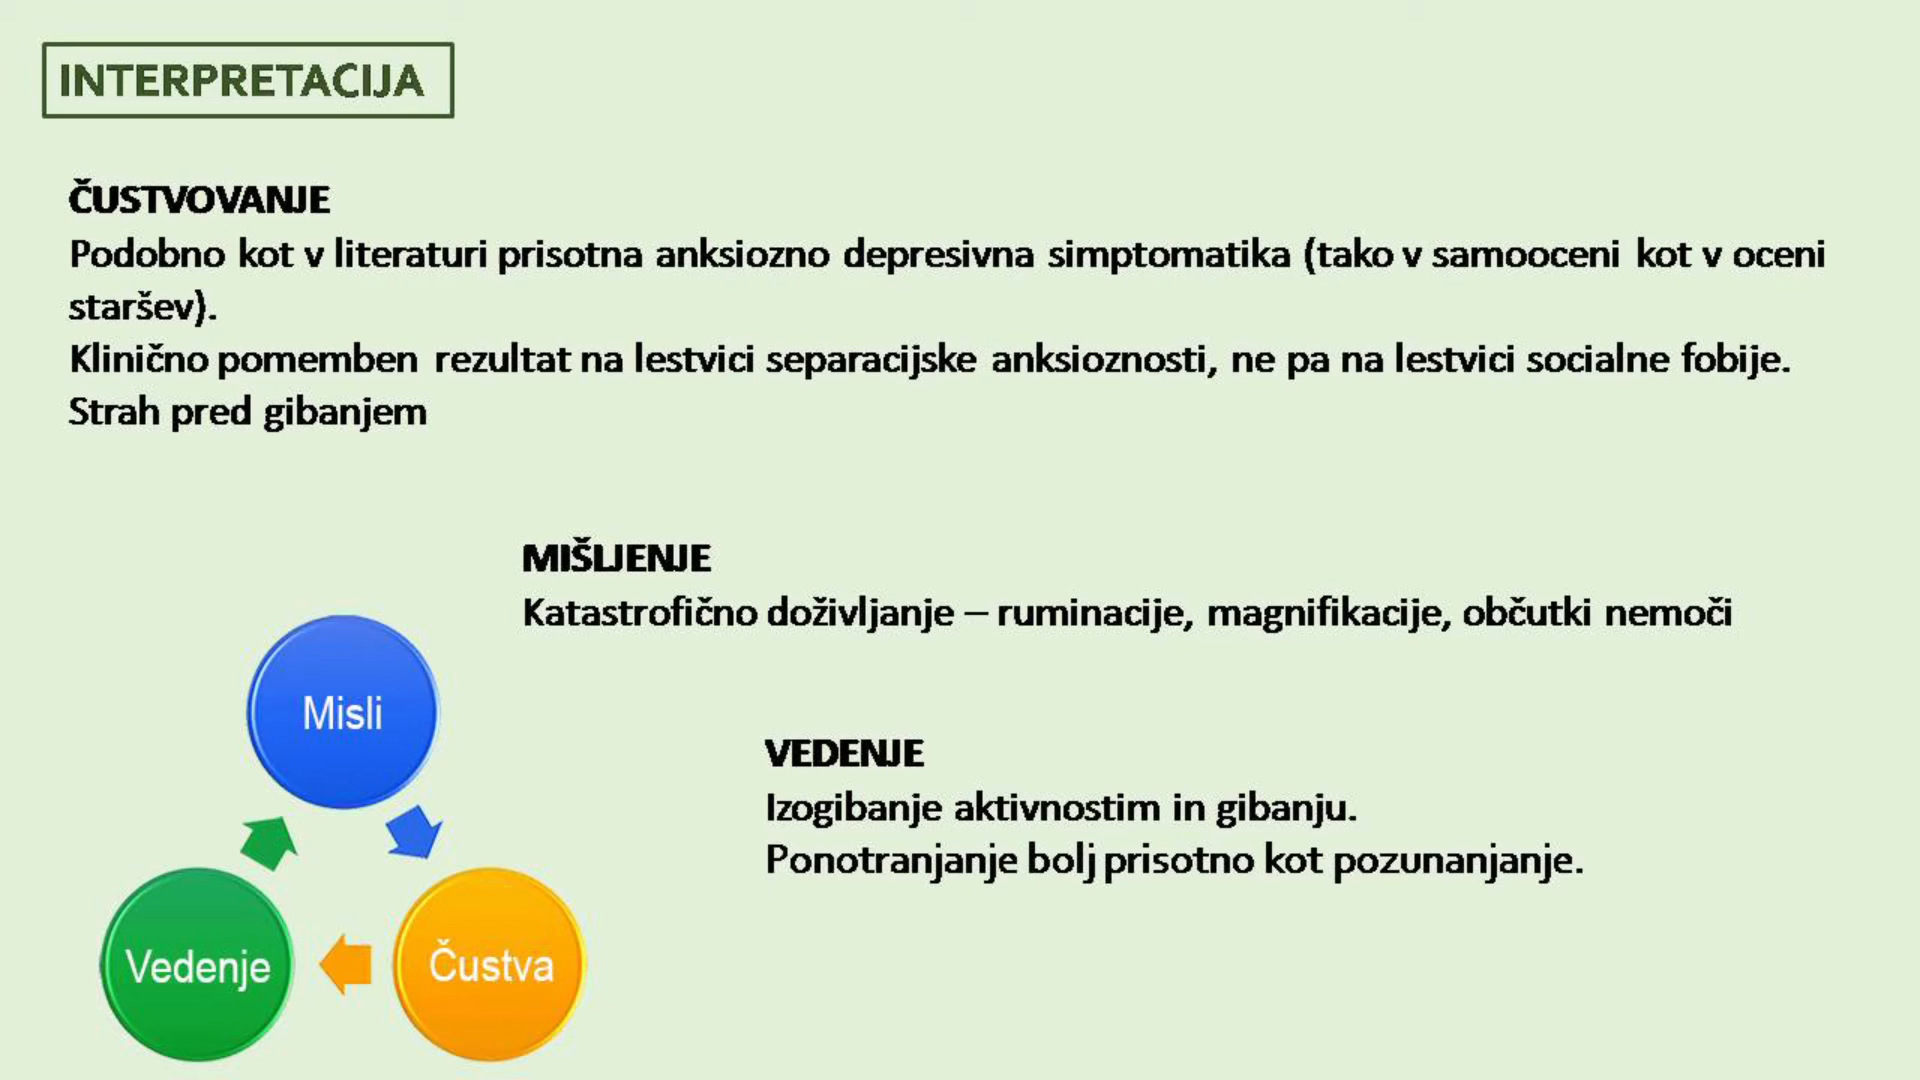 INTERPRETACIJA
ČUSTVOVANJE
Podobno kot v literaturi prisotna anksiozno depresivna simptomatika (tako v samooceni kot v oceni
staršev).
Klinično pomemben rezultat na lestvici separacijske anksioznosti, ne pa na lestvici socialne fobije.
Strah pred gibanjem
MIŠLJENJE
Katastrofično doživljanje – ruminacije, magnifikacije, občutki nemoči
Misli
VEDENJE
Izogibanje aktivnostim in gibanju.
Ponotranjanje bolj prisotno kot pozunanjanje.
Vedenje
Čustva